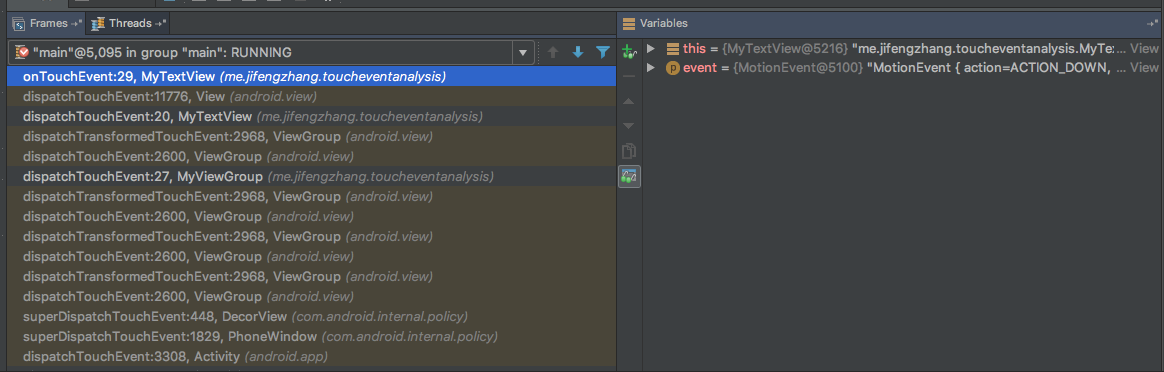 Frames
Threads
Variables
"main"@5,095 in group "main": RUNNING
onTouchEvent:29, MyTextView (me.jifengzhang.toucheventanalysis)
dispatchTouchEvent:11776, View (android.view)
dispatchTouchEvent:20, MyTextView (me.jifengzhang.toucheventanalysis)
dispatchTransformedTouchEvent:2968, ViewGroup (android.view)
dispatchTouchEvent:2600, ViewGroup (android.view)
dispatchTouchEvent:27, MyViewGroup (me.jifengzhang.toucheventanalysis)
dispatchTransformedTouchEvent:2968, ViewGroup (android.view)
dispatchTouchEvent:2600, ViewGroup (android.view)
dispatchTransformedTouchEvent:2968, ViewGroup (android.view)
dispatchTouchEvent:2600, ViewGroup (android.view)
dispatchTransformedTouchEvent:2968, ViewGroup (android.view)
dispatchTouchEvent:2600, ViewGroup (android.view)
superDispatchTouchEvent:448, DecorView (com.android.internal.policy)
superDispatchTouchEvent:1829, PhoneWindow (com.android.internal.policy)
dispatchTouchEvent:3308, Activity (android.app)
this = {MyTextView@5216} "me.jifengzhang.toucheventanalysis.MyTe... View
event = {MotionEvent@5100} "MotionEvent { action=ACTION_DOWN, ... View